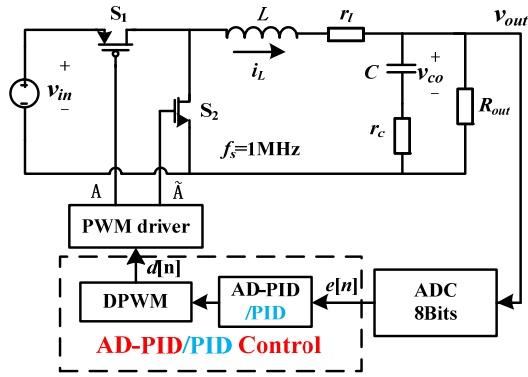 S1
L
rl
vout
+
vin
−
iL
C
+
vco
−
S2
Rout
rc
fs=1MHz
A
Ã
PWM driver
d[n]
e[n]
DPWM
AD-PID
/PID
ADC
8Bits
AD-PID/PID Control